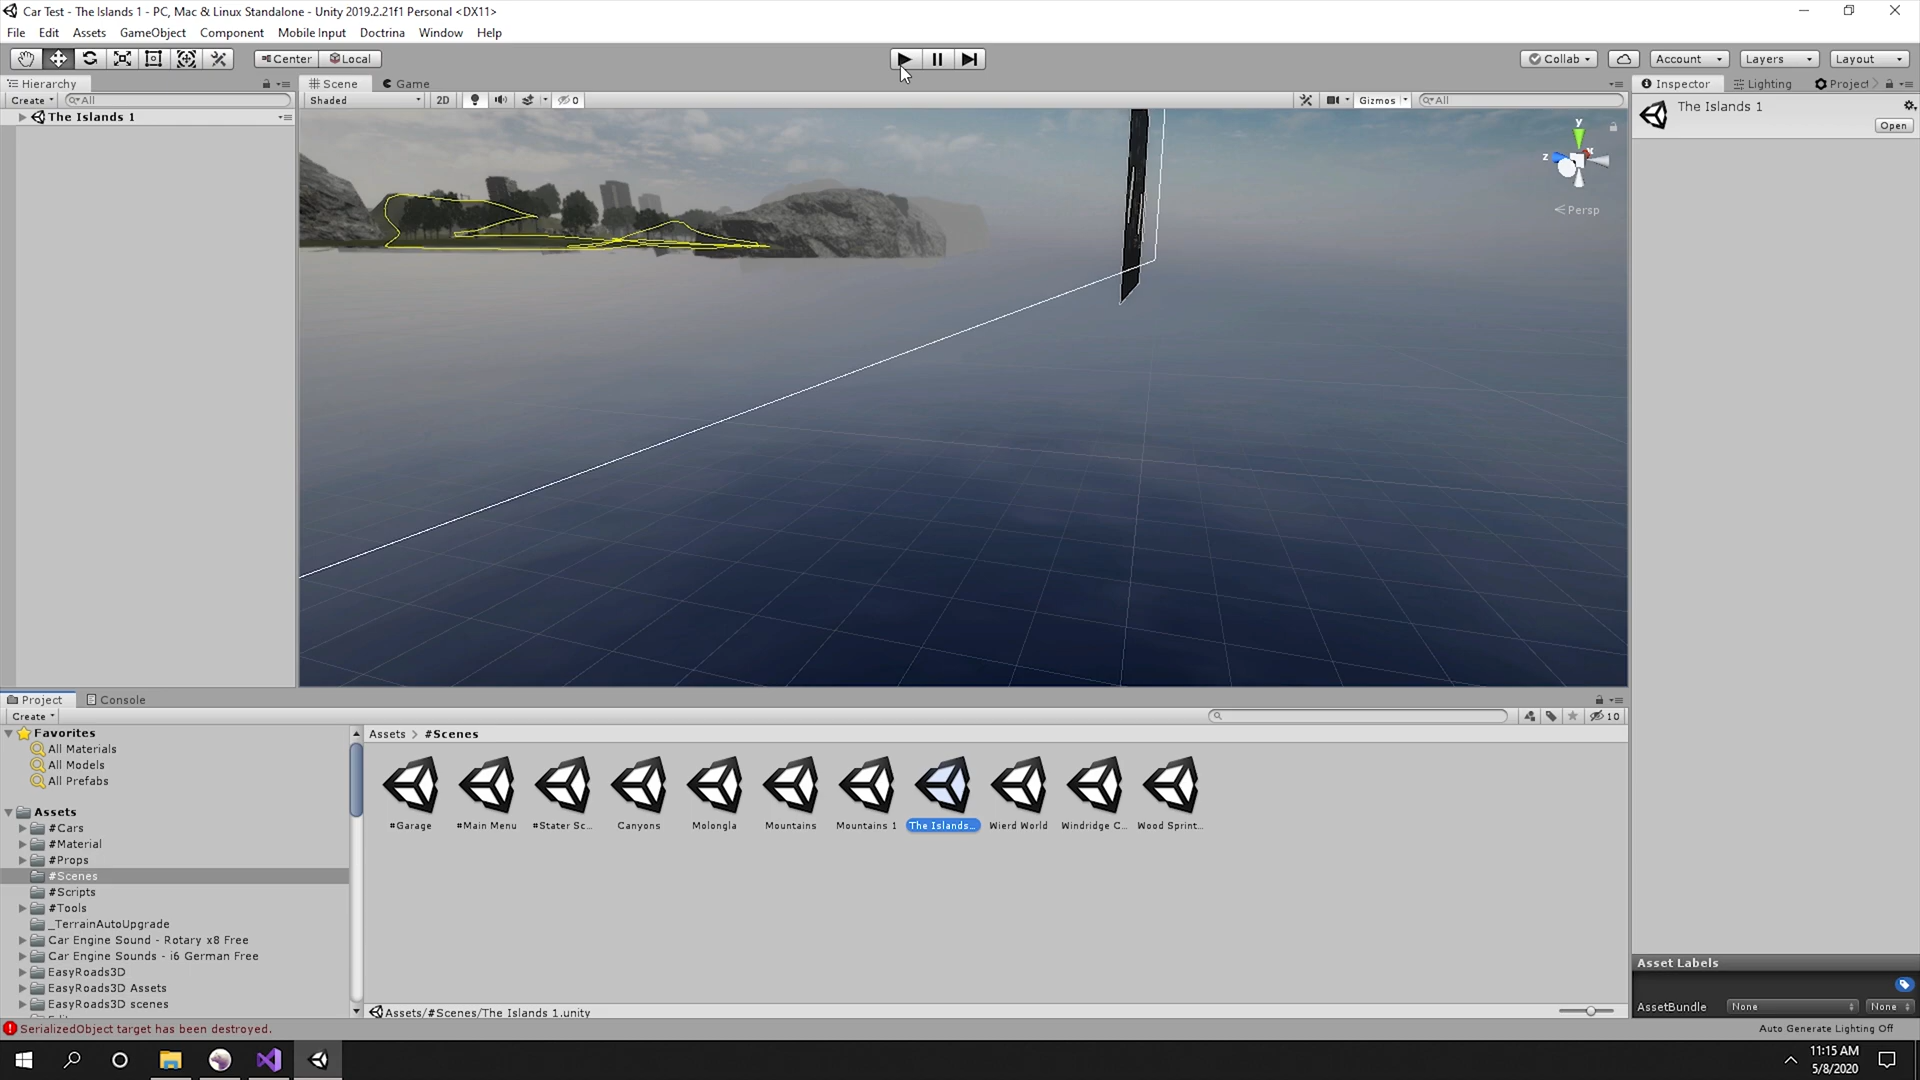 Car Test - The Islands 1 - PC, Mac & Linux Standalone - Unity 2019.2.21f1 Personal <DX11>
File Edit Assets GameObject Component Mobile Input Doctrina Window Help
Center Local Collab Account Layers Layout
Hierarchy Scene Game Inspector Lighting Project
Create All Shaded 2D 0 Gizmos All
The Islands 1
The Islands 1
Open
y
z x
Persp
Project Console
Create 10
Favorites
All Materials
All Models
All Prefabs
Assets
#Cars
#Material
#Props
#Scenes
#Scripts
#Tools
_TerrainAutoUpgrade
Car Engine Sound - Rotary x8 Free
Car Engine Sounds - i6 German Free
EasyRoads3D
EasyRoads3D Assets
EasyRoads3D scenes
Assets > #Scenes
#Garage #Main Menu #Stater Sc... Canyons Molongla Mountains Mountains 1 The Islands... Wierd World Windridge C... Wood Sprint...
Assets/#Scenes/The Islands 1.unity
Asset Labels
AssetBundle None None
SerializedObject target has been destroyed.
Auto Generate Lighting Off
11:15 AM
5/8/2020